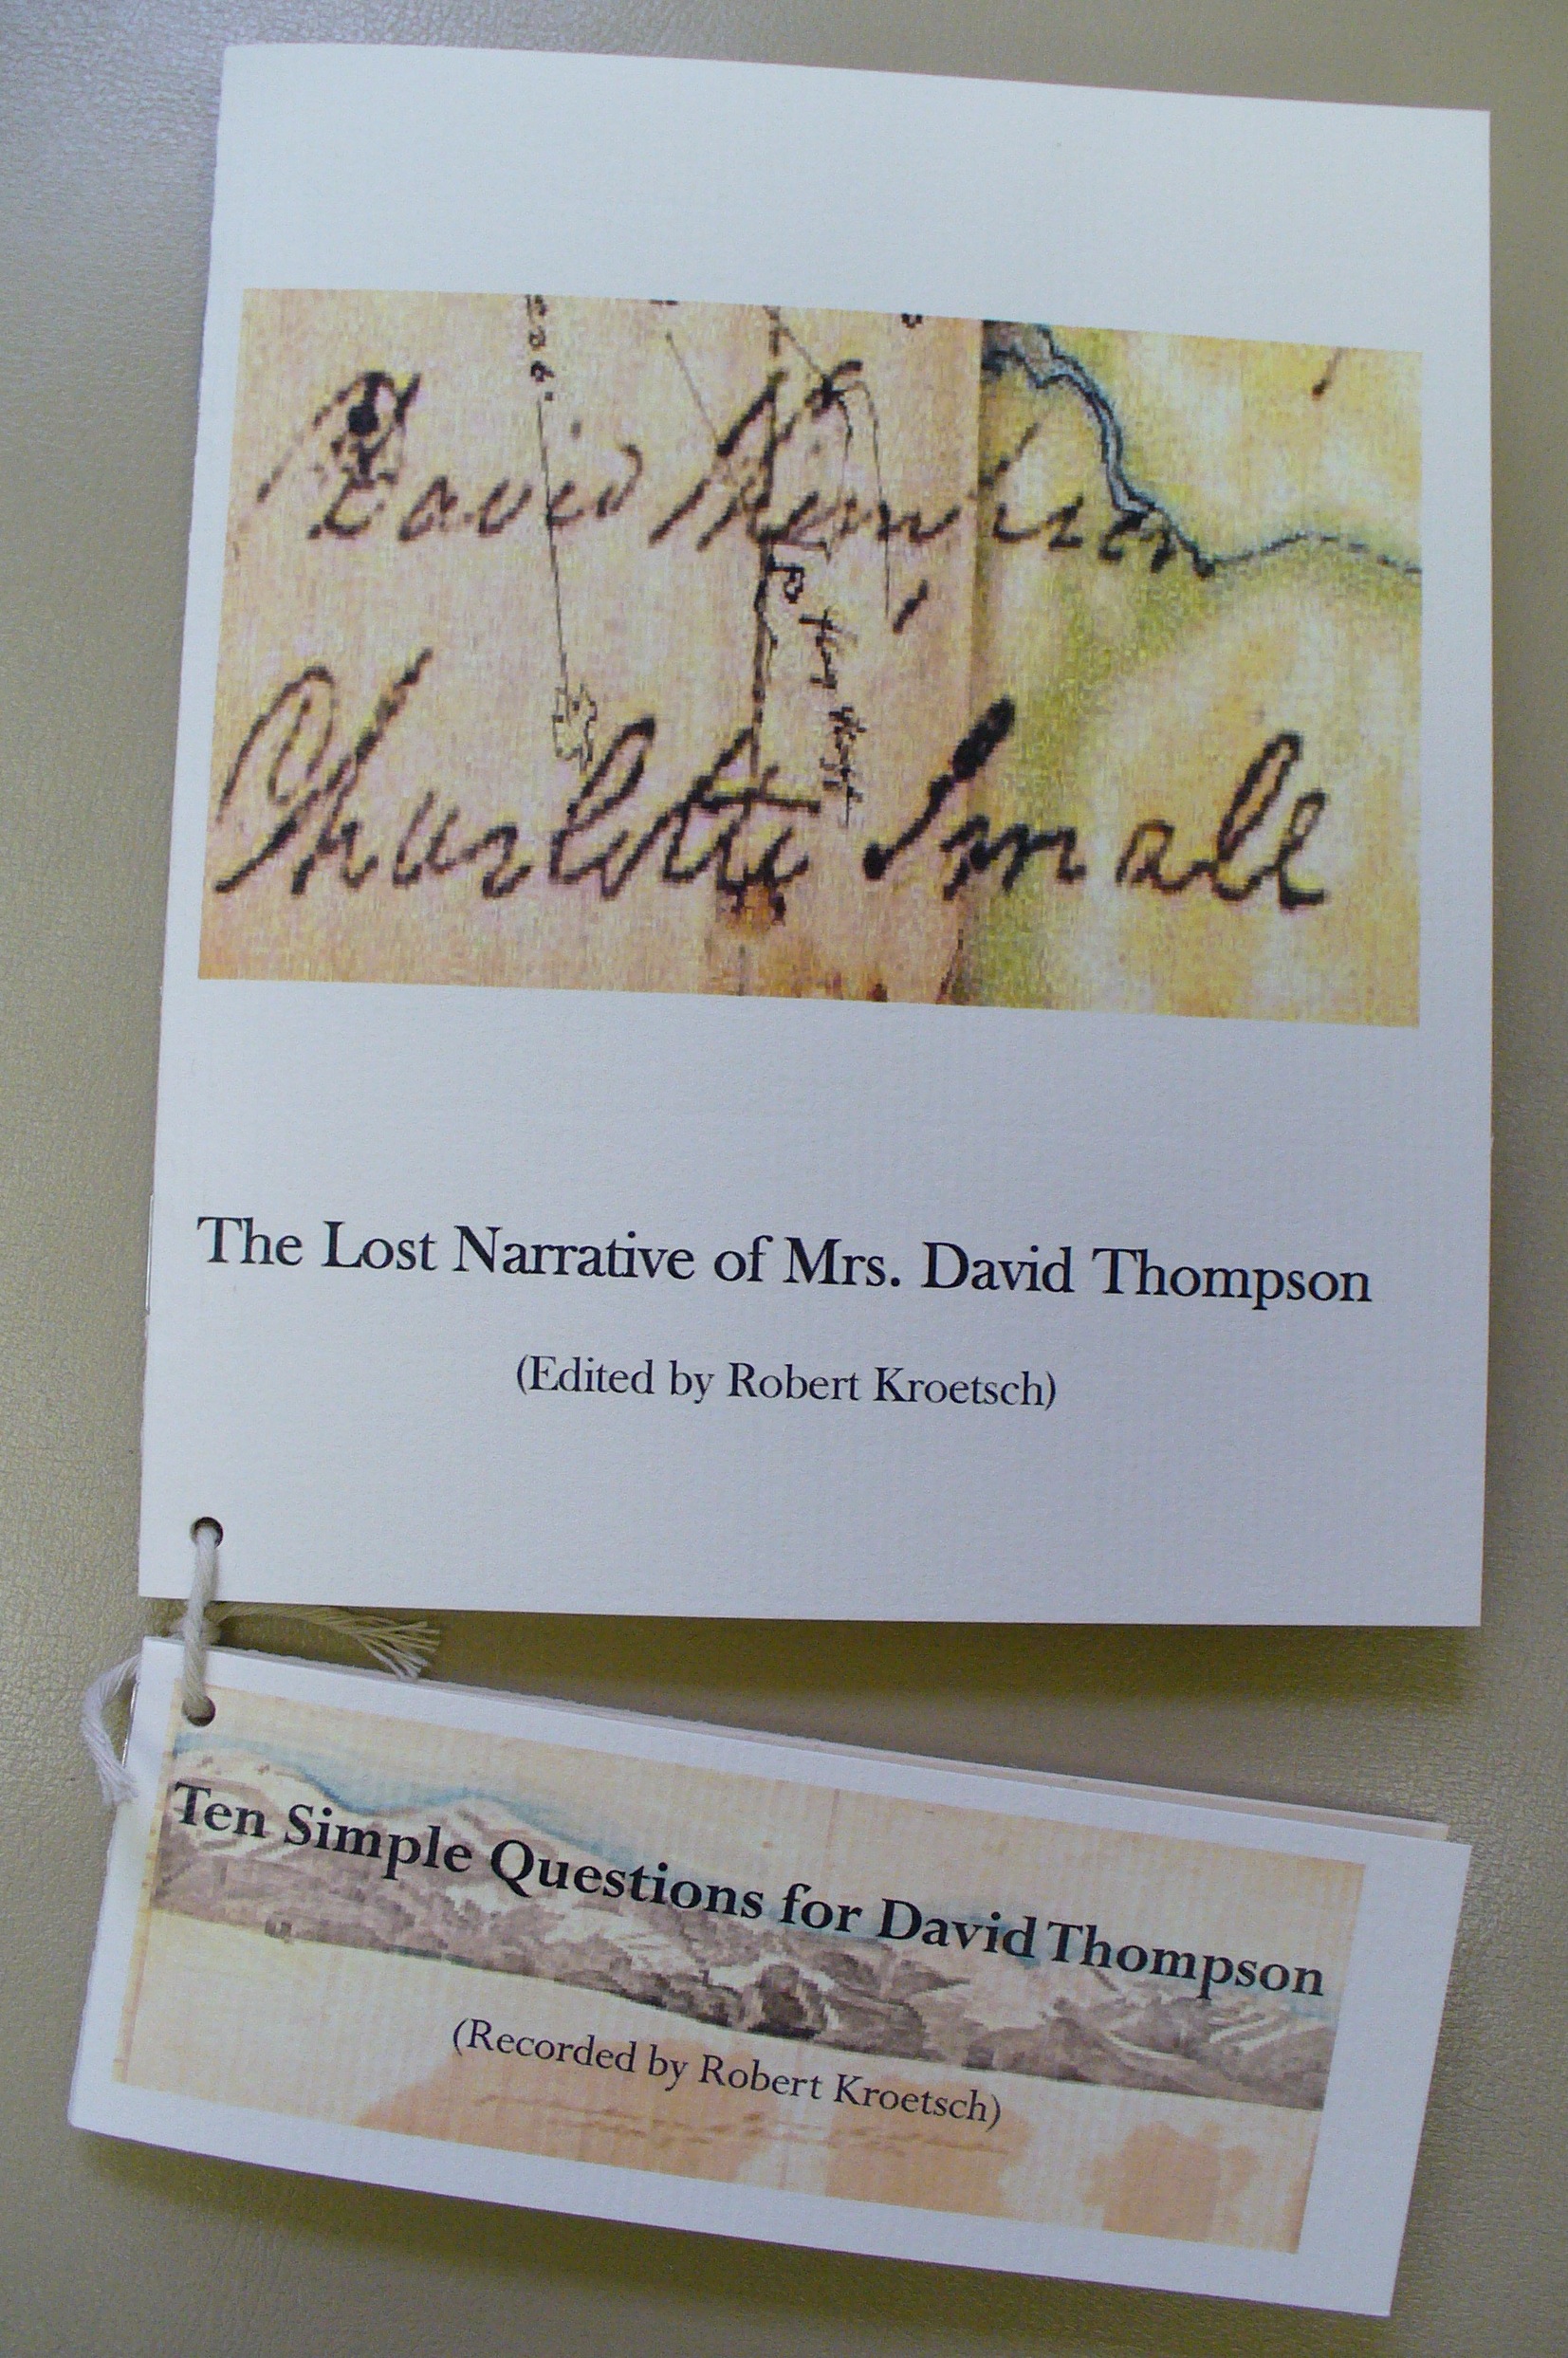 David Thompson
Charlotte Small
The Lost Narrative of Mrs. David Thompson
(Edited by Robert Kroetsch)
Ten Simple Questions for David Thompson
(Recorded by Robert Kroetsch)